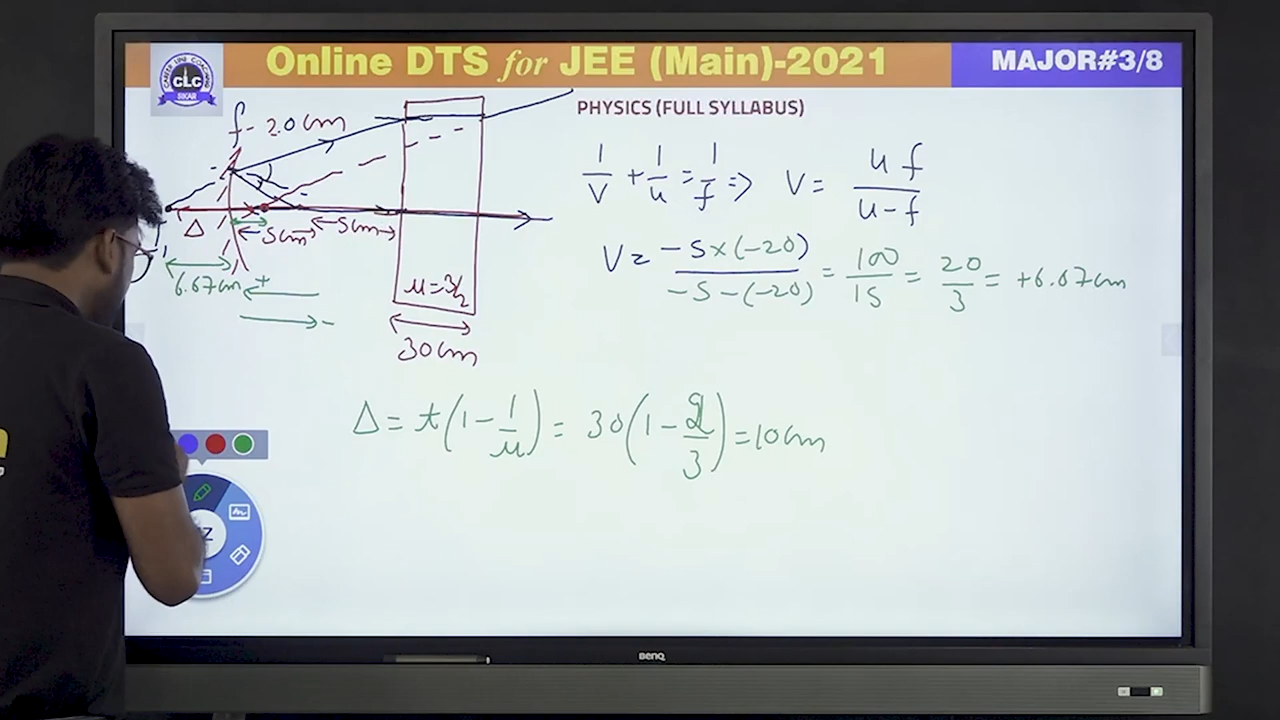 Online DTS for JEE (Main)-2021
MAJOR#3/8
CLC
SIKAR
PHYSICS (FULL SYLLABUS)
f - 20 cm
Δ
5cm
5cm
6.67cm
+
-
μ=3/2
30cm
1/v + 1/u = 1/f => v = uf/(u-f)
v = -5×(-20)/(-5-(-20)) = 100/15 = 20/3 = +6.67cm
Δ = t(1 - 1/μ) = 30(1 - 2/3) = 10cm
BenQ